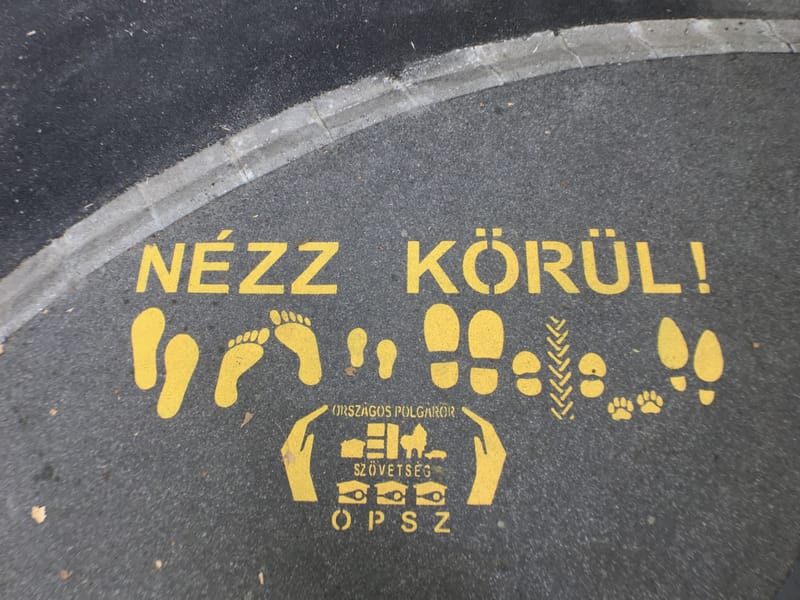 NÉZZ KÖRÜL!
ORSZÁGOS POLGÁRŐR
SZÖVETSÉG
OPSZ